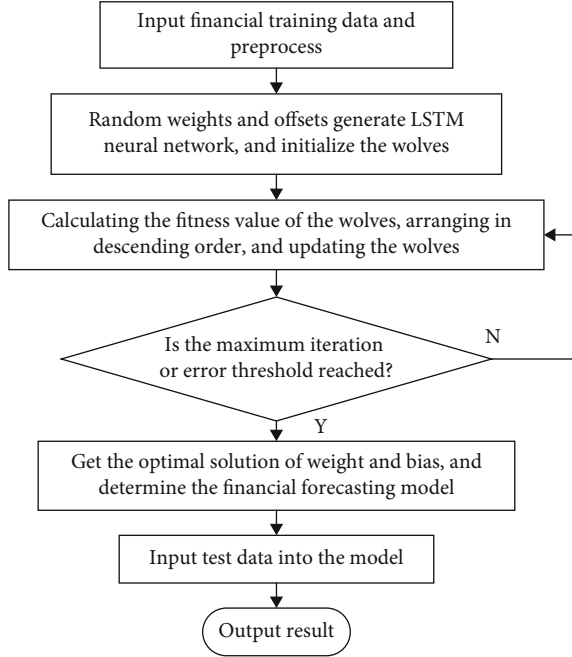 Input financial training data and
preprocess
Random weights and offsets generate LSTM
neural network, and initialize the wolves
Calculating the fitness value of the wolves, arranging in
descending order, and updating the wolves
Is the maximum iteration
or error threshold reached?
N
Y
Get the optimal solution of weight and bias, and
determine the financial forecasting model
Input test data into the model
Output result